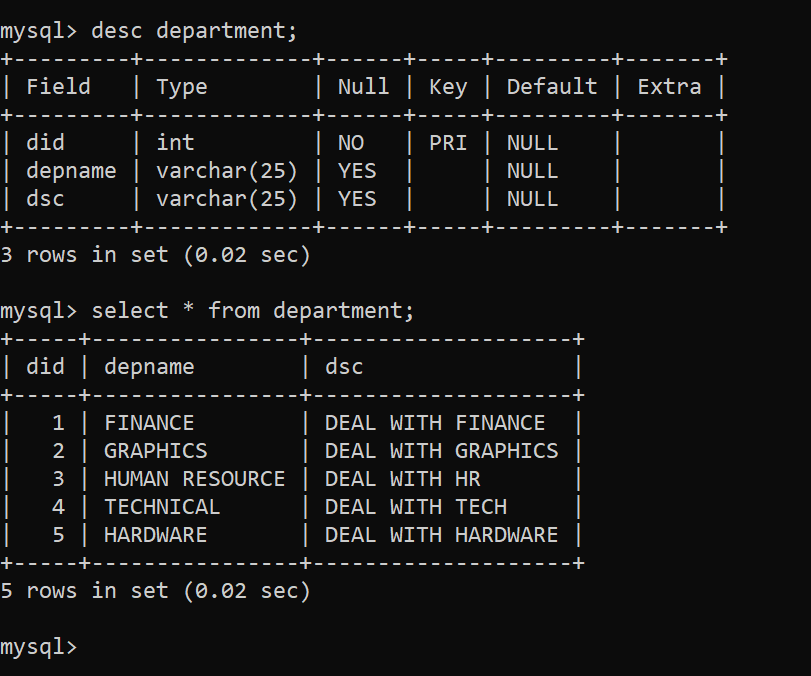 mysql> desc department;
+---------+-------------+------+-----+---------+-------+
| Field   | Type        | Null | Key | Default | Extra |
+---------+-------------+------+-----+---------+-------+
| did     | int         | NO   | PRI | NULL    |       |
| depname | varchar(25) | YES  |     | NULL    |       |
| dsc     | varchar(25) | YES  |     | NULL    |       |
+---------+-------------+------+-----+---------+-------+
3 rows in set (0.02 sec)
mysql> select * from department;
+-----+----------------+--------------------+
| did | depname        | dsc                |
+-----+----------------+--------------------+
|   1 | FINANCE        | DEAL WITH FINANCE  |
|   2 | GRAPHICS       | DEAL WITH GRAPHICS |
|   3 | HUMAN RESOURCE | DEAL WITH HR       |
|   4 | TECHNICAL      | DEAL WITH TECH     |
|   5 | HARDWARE       | DEAL WITH HARDWARE |
+-----+----------------+--------------------+
5 rows in set (0.02 sec)
mysql>